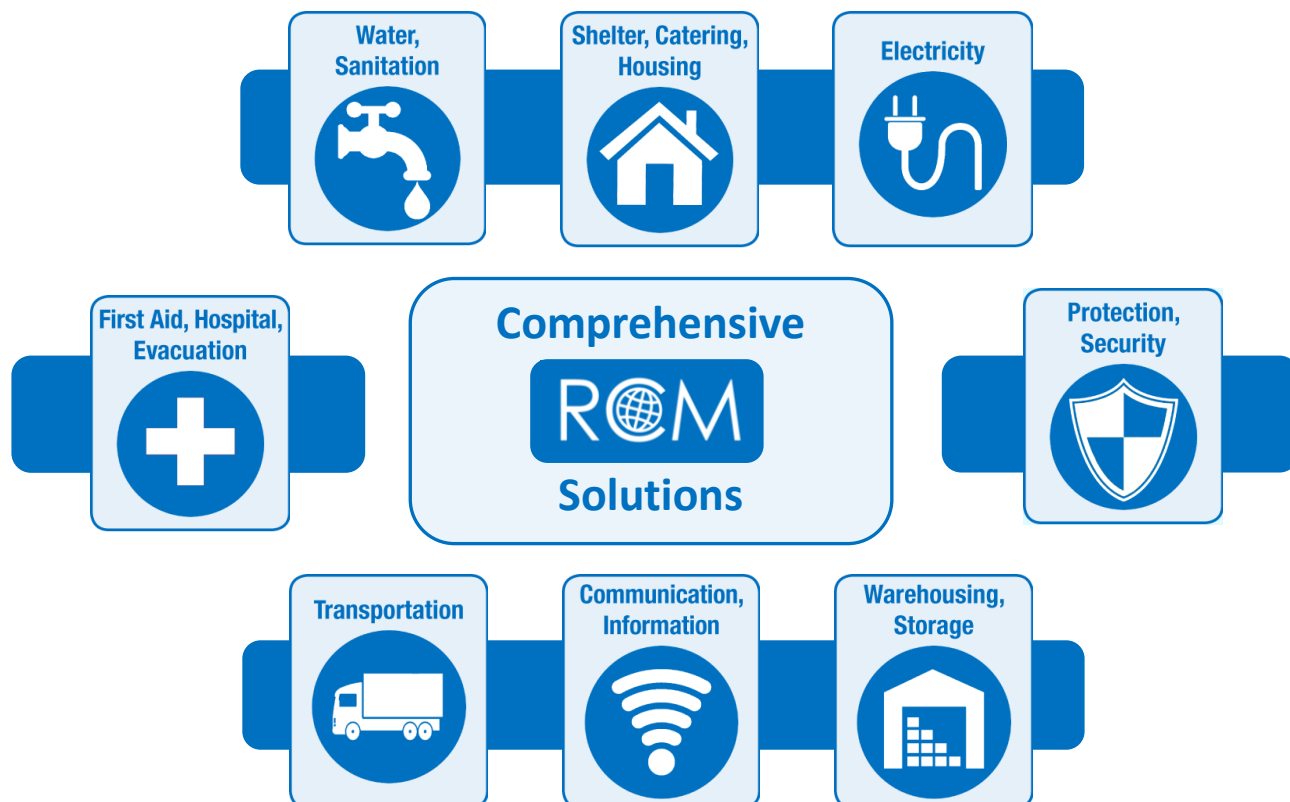 Water,
Sanitation
Shelter, Catering,
Housing
Electricity
First Aid, Hospital,
Evacuation
Comprehensive
RCM
Solutions
Protection,
Security
Transportation
Communication,
Information
Warehousing,
Storage